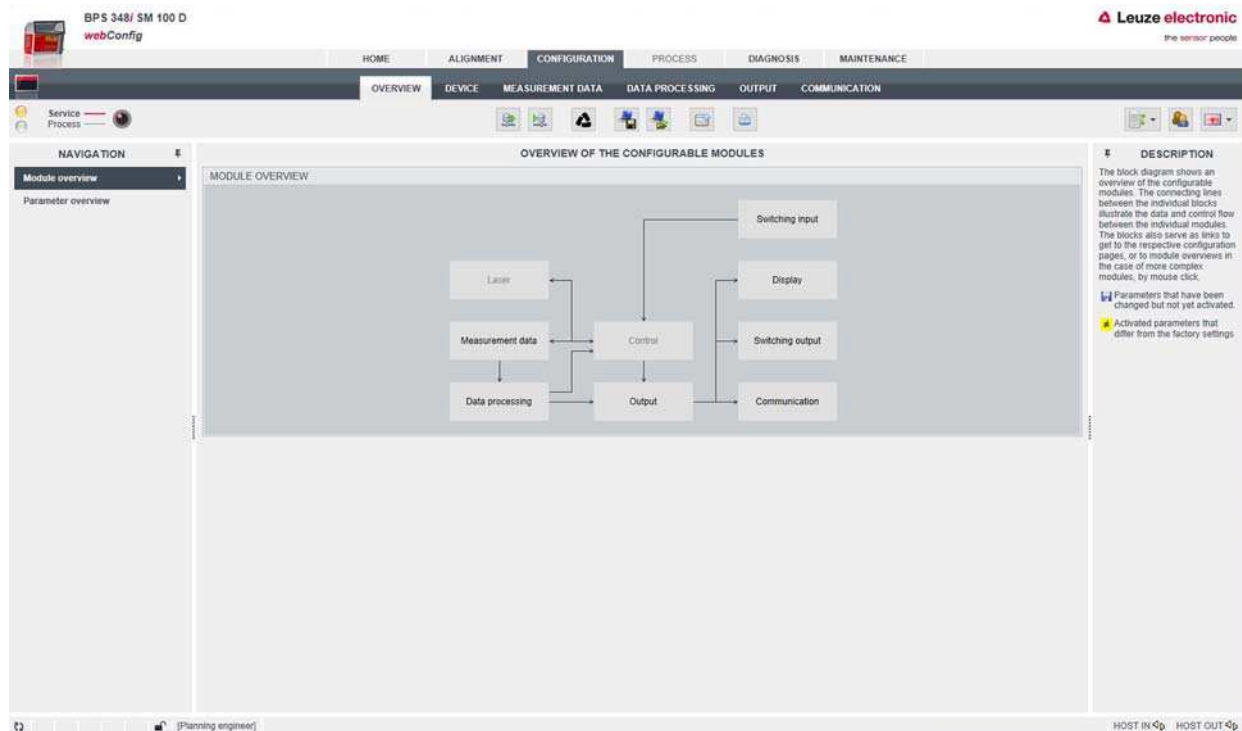 BPS 348i SM 100 D
webConfig
Leuze electronic
the sensor people
HOME ALIGNMENT CONFIGURATION PROCESS DIAGNOSIS MAINTENANCE
OVERVIEW DEVICE MEASUREMENT DATA DATA PROCESSING OUTPUT COMMUNICATION
Service
Process
NAVIGATION
Module overview
Parameter overview
OVERVIEW OF THE CONFIGURABLE MODULES
MODULE OVERVIEW
Switching input
Laser
Display
Measurement data
Control
Switching output
Data processing
Output
Communication
DESCRIPTION
The block diagram shows an
overview of the configurable
modules. The connecting lines
between the individual blocks
illustrate the data and control flow
between the individual modules.
The blocks also serve as links to
get to the respective configuration
pages, or to module overviews in
the case of more complex
modules, by mouse click.
Parameters that have been
changed but not yet activated.
Activated parameters that
differ from the factory settings
[Planning engineer]
HOST IN HOST OUT